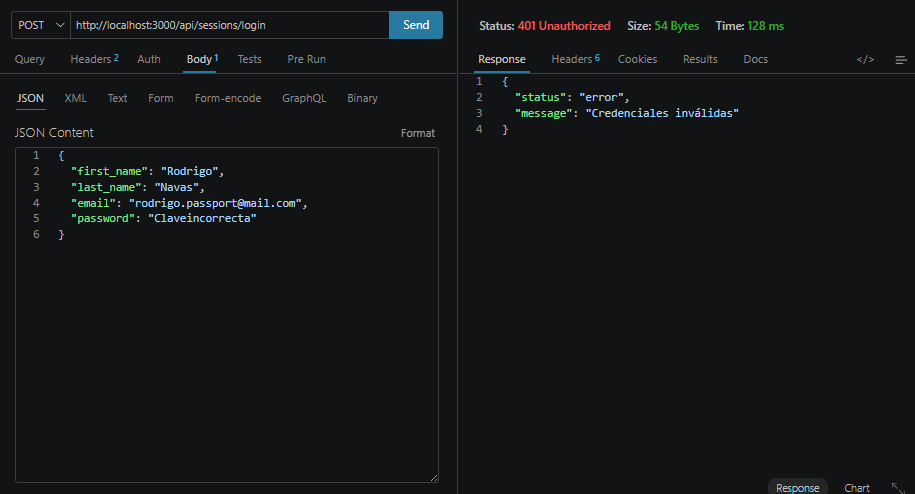 POST http://localhost:3000/api/sessions/login Send
Query Headers 2 Auth Body 1 Tests Pre Run
JSON XML Text Form Form-encode GraphQL Binary
JSON Content Format
1 {
2 "first_name": "Rodrigo",
3 "last_name": "Navas",
4 "email": "rodrigo.passport@mail.com",
5 "password": "Claveincorrecta"
6 }
Status: 401 Unauthorized Size: 54 Bytes Time: 128 ms
Response Headers 6 Cookies Results Docs </>
1 {
2 "status": "error",
3 "message": "Credenciales inválidas"
4 }
Response Chart